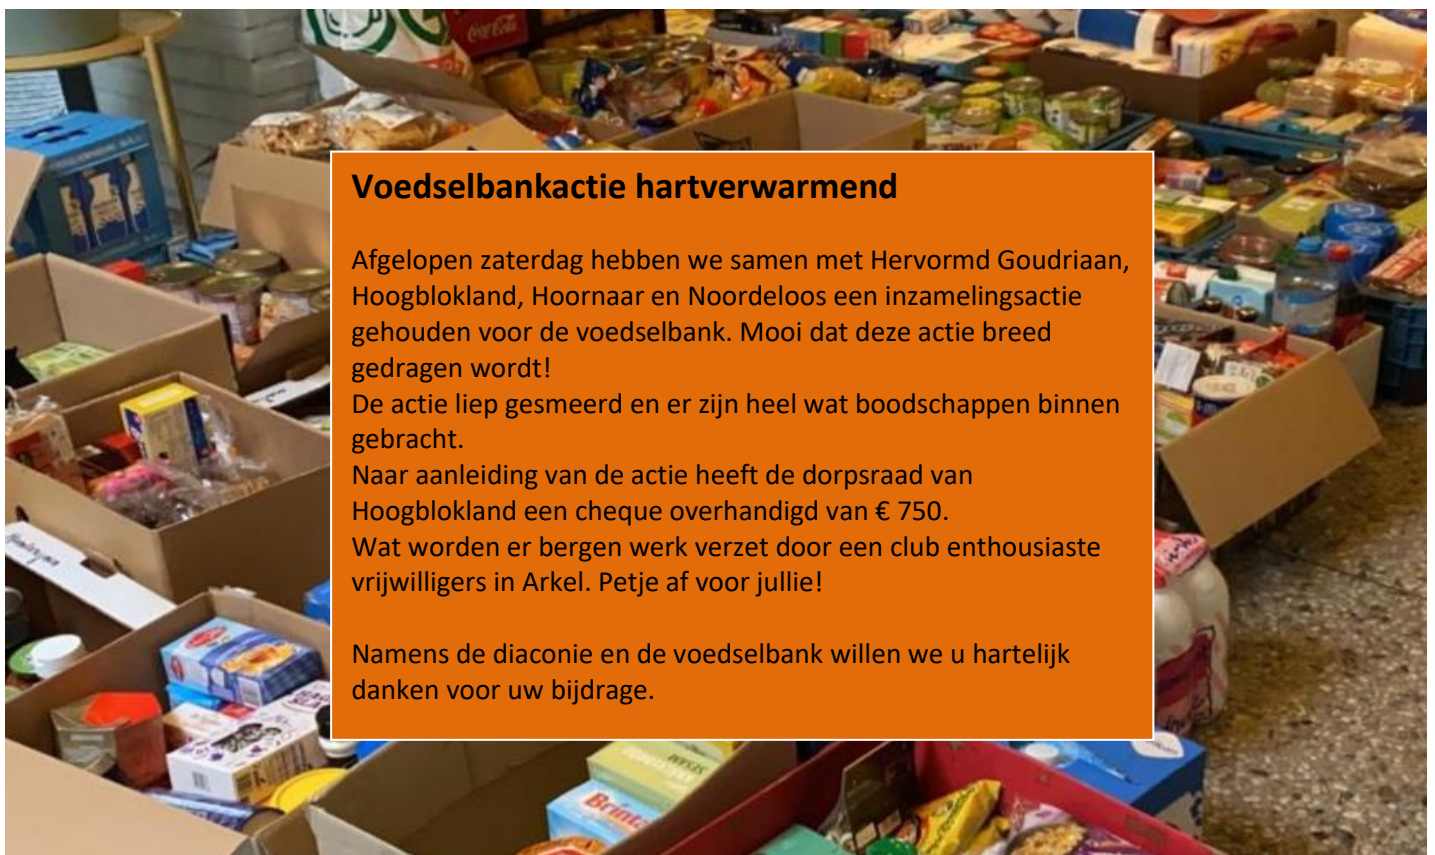 Coca-Cola
Voedselbankactie hartverwarmend
Afgelopen zaterdag hebben we samen met Hervormd Goudriaan,
Hoogblokland, Hoornaar en Noordeloos een inzamelingsactie
gehouden voor de voedselbank. Mooi dat deze actie breed
gedragen wordt!
De actie liep gesmeerd en er zijn heel wat boodschappen binnen
gebracht.
Naar aanleiding van de actie heeft de dorpsraad van
Hoogblokland een cheque overhandigd van € 750.
Wat worden er bergen werk verzet door een club enthousiaste
vrijwilligers in Arkel. Petje af voor jullie!
Namens de diaconie en de voedselbank willen we u hartelijk
danken voor uw bijdrage.